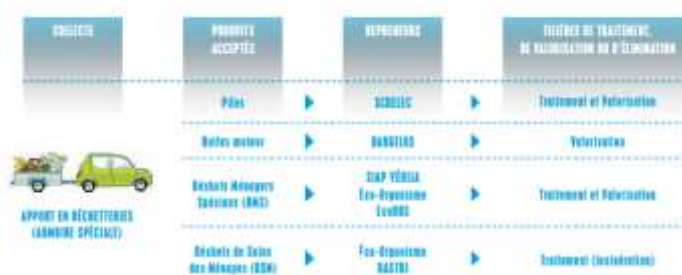 COLLECTE
PRODUITS
ACCEPTÉS
REPRENEURS
FILIÈRES DE TRAITEMENT,
DE VALORISATION OU D'ÉLIMINATION
Piles
SCRELEC
Traitement et Valorisation
Huiles moteur
Valorisation
Déchets Ménagers
Spéciaux (DMS)
SIAP VÉOLIA
Éco-Organisme
EcoDDS
Traitement et Valorisation
APPORT EN DÉCHETTERIES
(ARMOIRE SPÉCIALE)
Déchets de Soins
des Ménages (DSM)
Éco-Organisme
DASTRI
Traitement (incinération)